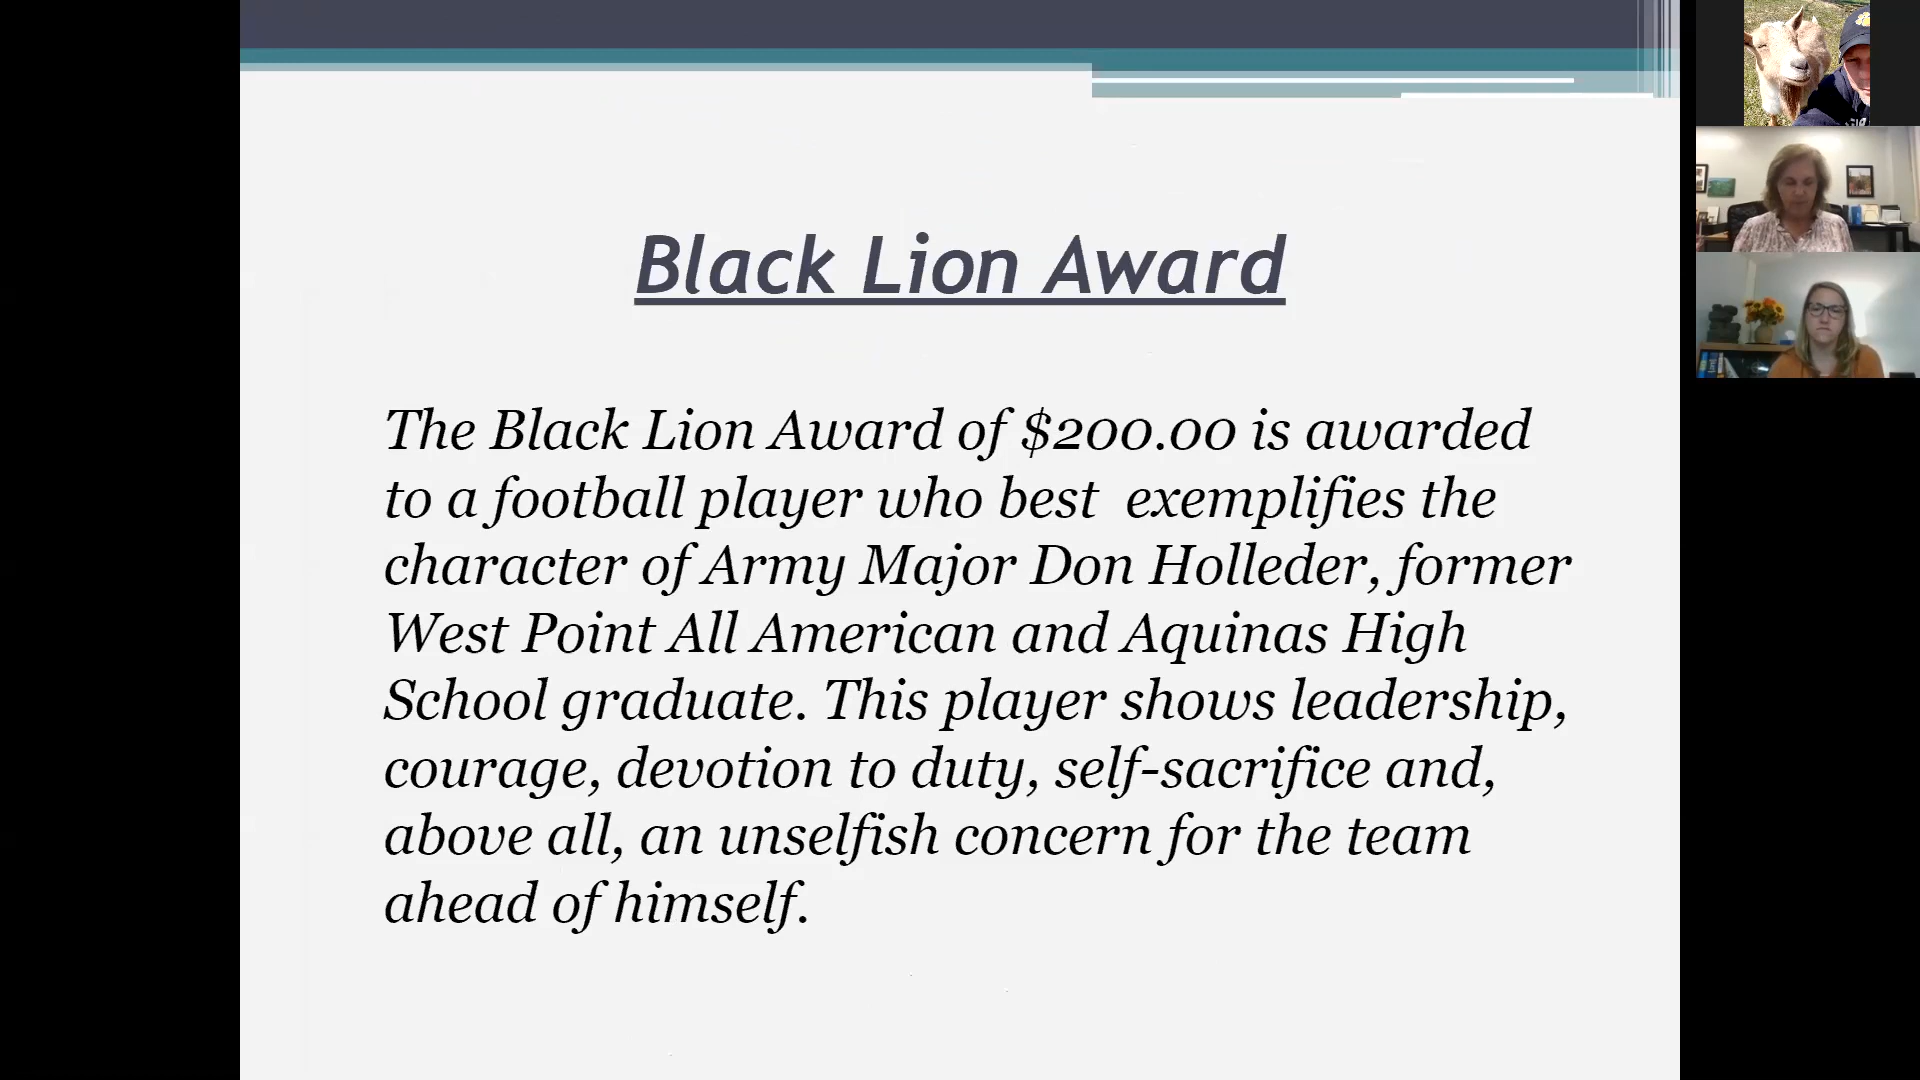 Black Lion Award
The Black Lion Award of $200.00 is awarded
to a football player who best  exemplifies the
character of Army Major Don Holleder, former
West Point All American and Aquinas High
School graduate. This player shows leadership,
courage, devotion to duty, self-sacrifice and,
above all, an unselfish concern for the team
ahead of himself.